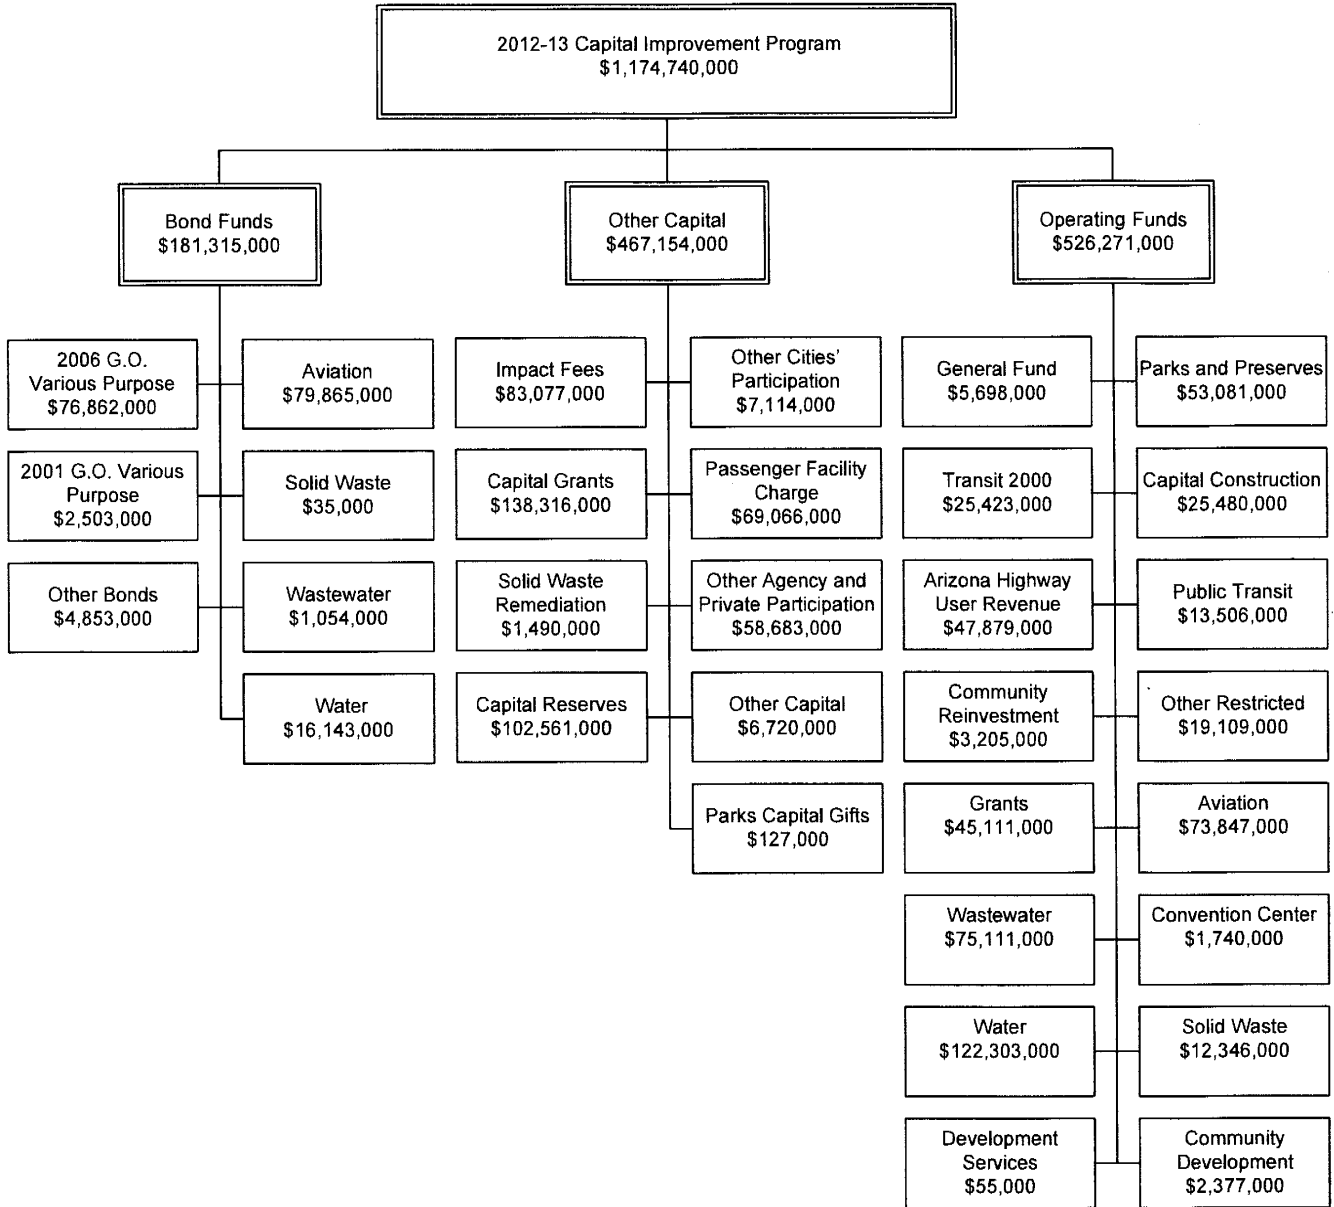 2012-13 Capital Improvement Program
$1,174,740,000
Bond Funds
$181,315,000
Other Capital
$467,154,000
Operating Funds
$526,271,000
2006 G.O.
Various Purpose
$76,862,000
Aviation
$79,865,000
2001 G.O. Various
Purpose
$2,503,000
Solid Waste
$35,000
Other Bonds
$4,853,000
Wastewater
$1,054,000
Water
$16,143,000
Impact Fees
$83,077,000
Other Cities'
Participation
$7,114,000
Capital Grants
$138,316,000
Passenger Facility
Charge
$69,066,000
Solid Waste
Remediation
$1,490,000
Other Agency and
Private Participation
$58,683,000
Capital Reserves
$102,561,000
Other Capital
$6,720,000
Parks Capital Gifts
$127,000
General Fund
$5,698,000
Parks and Preserves
$53,081,000
Transit 2000
$25,423,000
Capital Construction
$25,480,000
Arizona Highway
User Revenue
$47,879,000
Public Transit
$13,506,000
Community
Reinvestment
$3,205,000
Other Restricted
$19,109,000
Grants
$45,111,000
Aviation
$73,847,000
Wastewater
$75,111,000
Convention Center
$1,740,000
Water
$122,303,000
Solid Waste
$12,346,000
Development
Services
$55,000
Community
Development
$2,377,000